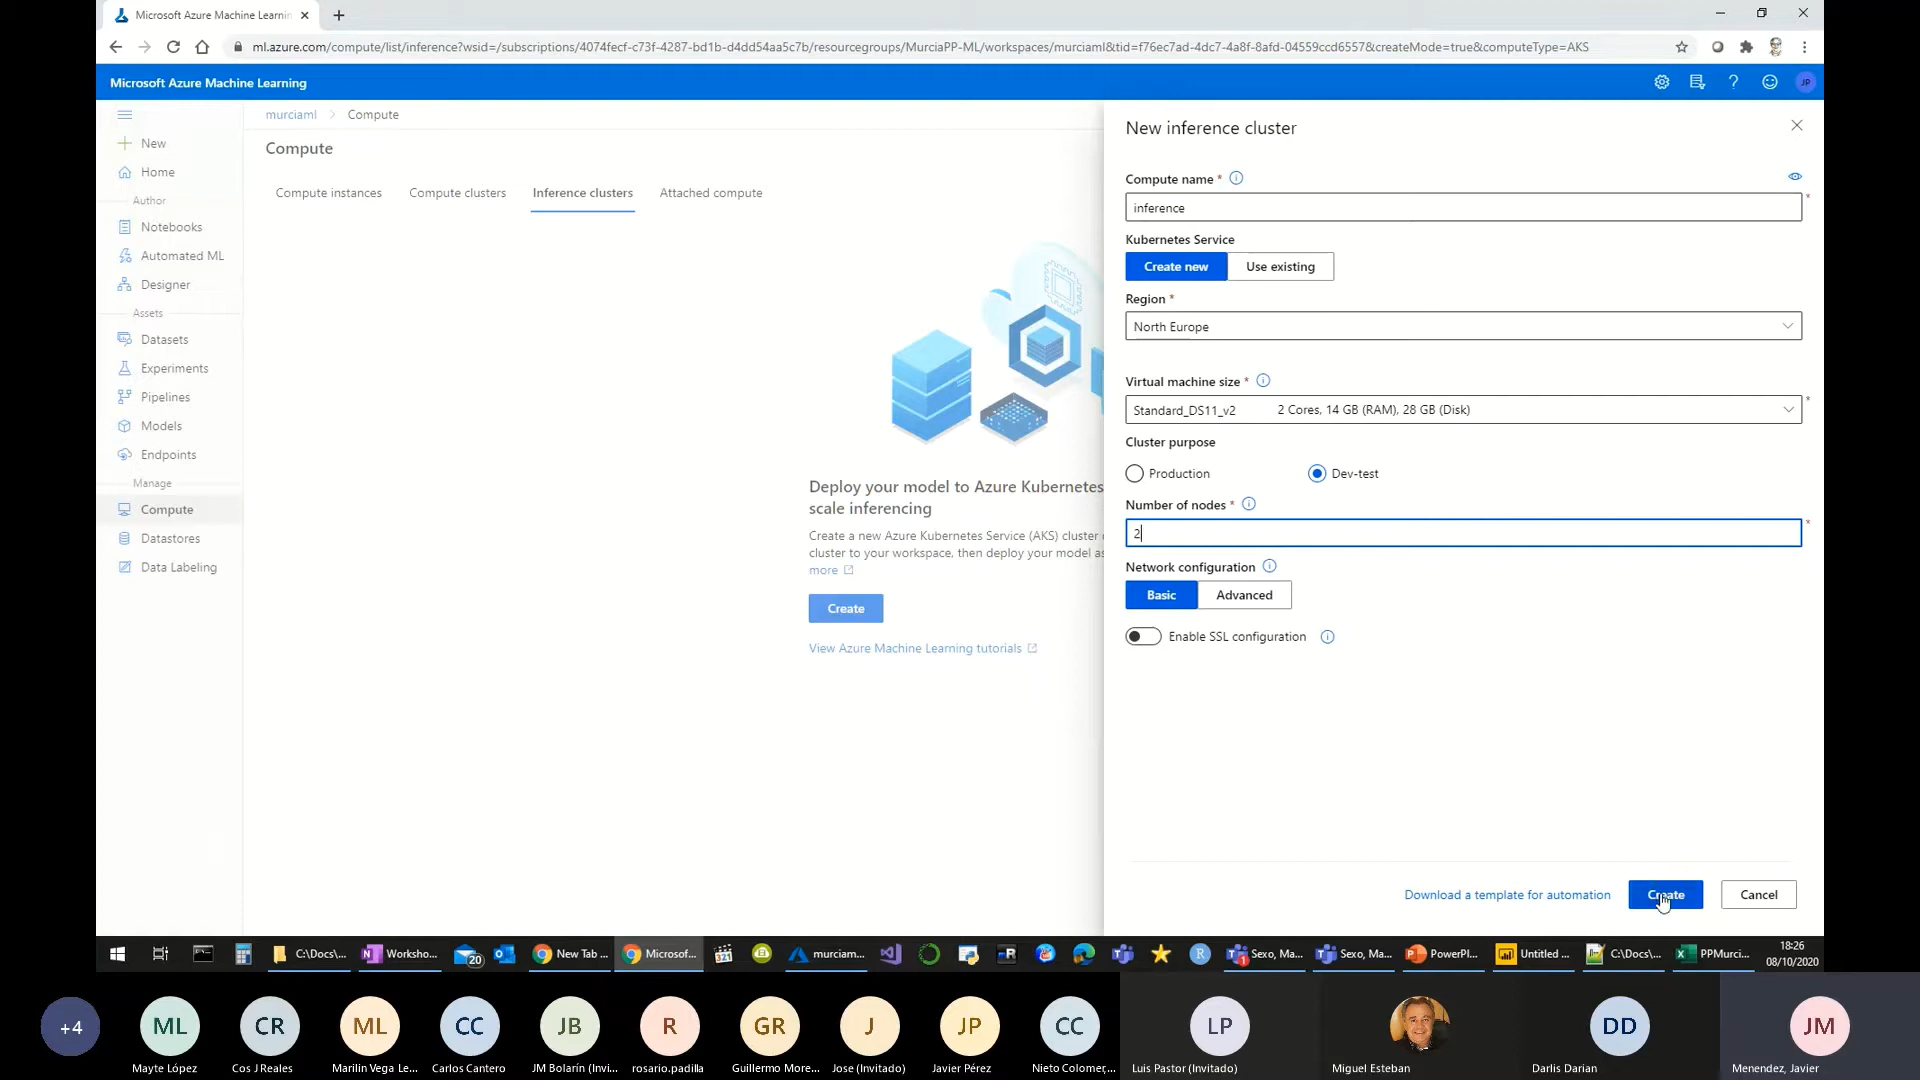 Microsoft Azure Machine Learnin
ml.azure.com/compute/list/inference?wsid=/subscriptions/4074fecf-c73f-4287-bd1b-d4dd54aa5c7b/resourcegroups/MurciaPP-ML/workspaces/murciaml&tid=f76ec7ad-4dc7-4a8f-8afd-04559ccd6557&createMode=true&computeType=AKS
Microsoft Azure Machine Learning
JP
New
Home
Author
Notebooks
Automated ML
Designer
Assets
Datasets
Experiments
Pipelines
Models
Endpoints
Manage
Compute
Datastores
Data Labeling
murciaml > Compute
Compute
Compute instances Compute clusters Inference clusters Attached compute
Deploy your model to Azure Kubernetes
scale inferencing
Create a new Azure Kubernetes Service (AKS) cluster
cluster to your workspace, then deploy your model as
more
Create
View Azure Machine Learning tutorials
New inference cluster
Compute name *
inference
Kubernetes Service
Create new Use existing
Region *
North Europe
Virtual machine size *
Standard_DS11_v2 2 Cores, 14 GB (RAM), 28 GB (Disk)
Cluster purpose
Production Dev-test
Number of nodes *
2
Network configuration
Basic Advanced
Enable SSL configuration
Download a template for automation Create Cancel
20 321 R R 1
C:\Docs\... Worksho... New Tab ... Microsof... murciam... Sexo, Ma... Sexo, Ma... PowerPl... Untitled ... C:\Docs\... PPMurci...
18:26
08/10/2020
+4 ML CR ML CC JB R GR J JP CC LP DD JM
Mayte López Cos J Reales Marilin Vega Le... Carlos Cantero JM Bolarín (Invi... rosario.padilla Guillermo More... Jose (Invitado) Javier Pérez Nieto Colomer,... Luis Pastor (Invitado) Miguel Esteban Darlis Darian Menendez, Javier